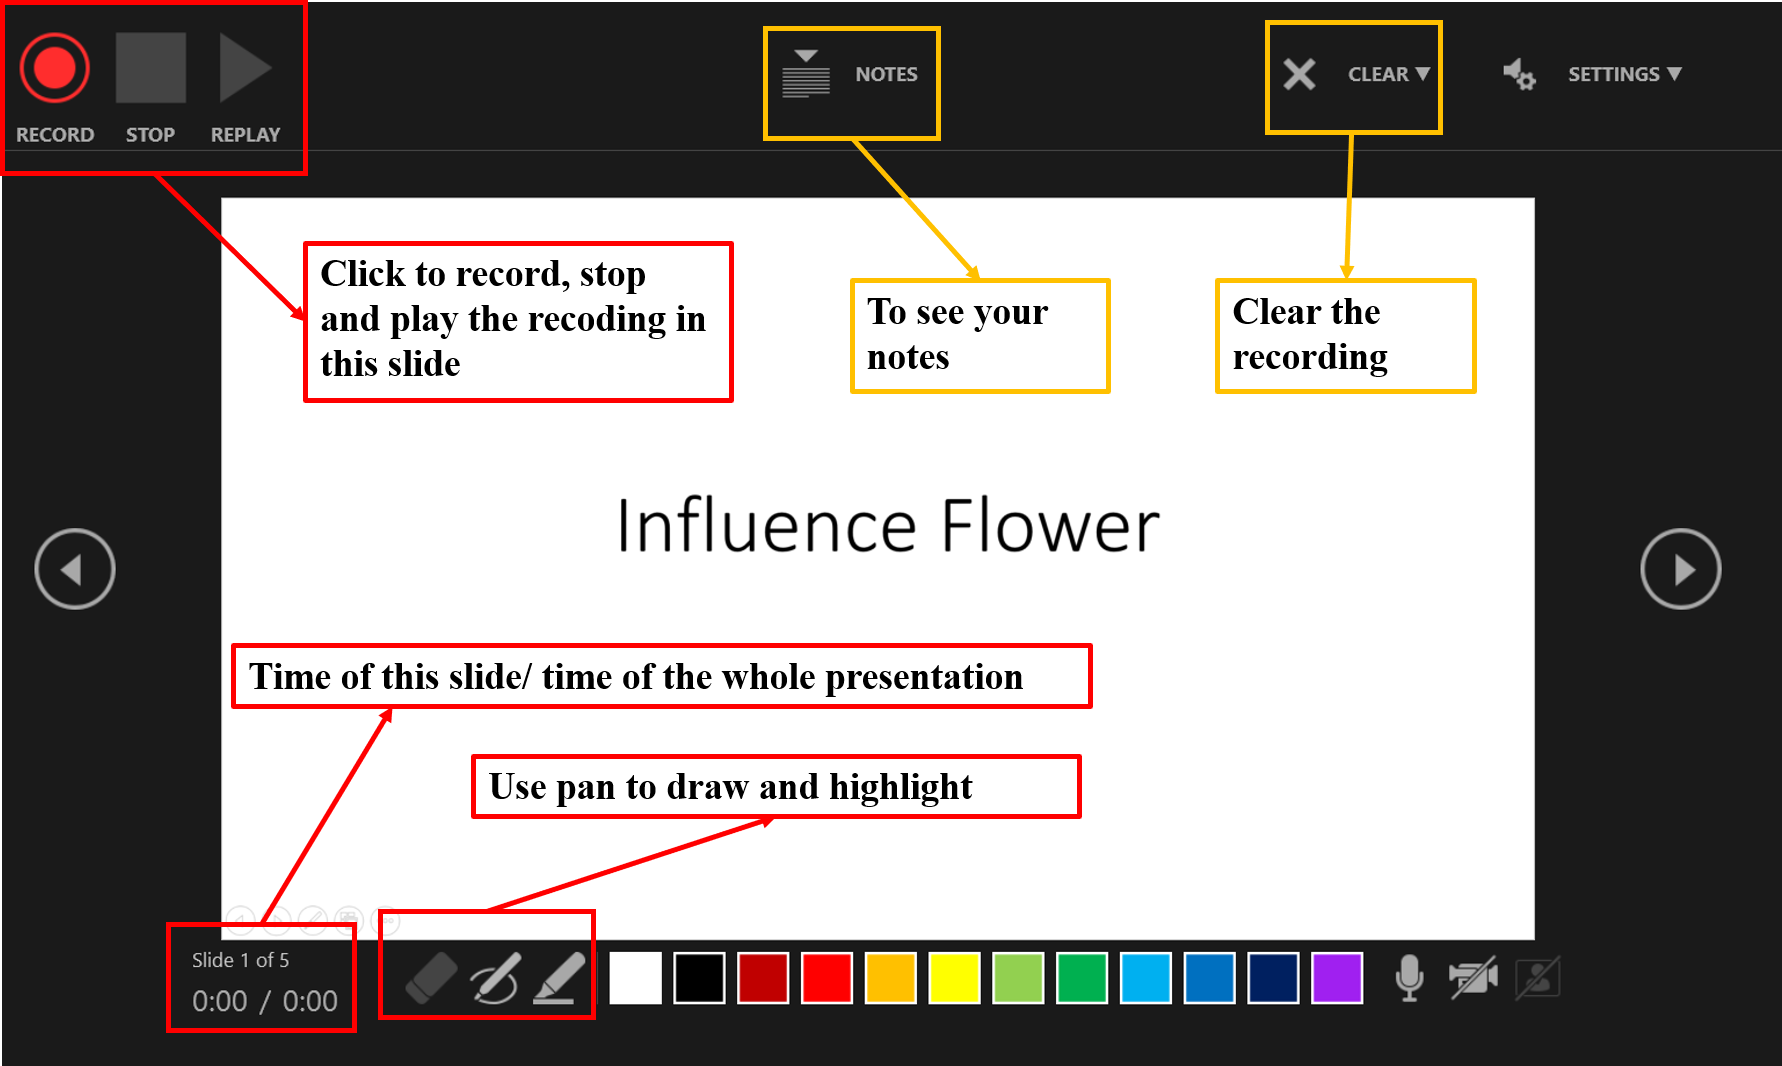 RECORD STOP REPLAY
NOTES
CLEAR
SETTINGS
Click to record, stop
and play the recoding in
this slide
To see your
notes
Clear the
recording
Influence Flower
Time of this slide/ time of the whole presentation
Use pan to draw and highlight
Slide 1 of 5
0:00 / 0:00